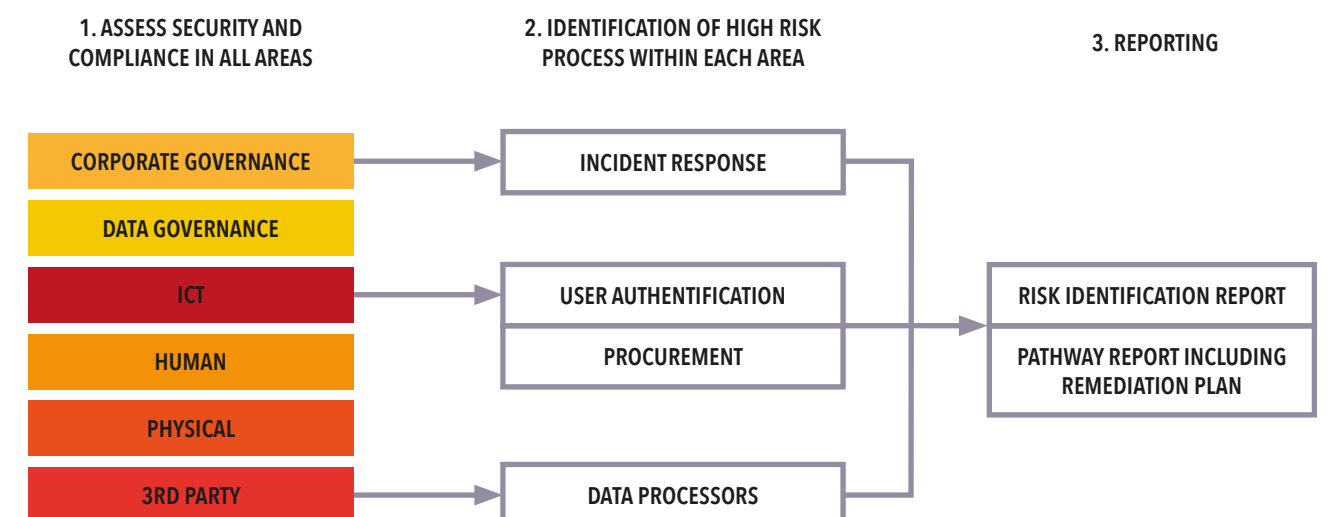 1. ASSESS SECURITY AND
COMPLIANCE IN ALL AREAS
2. IDENTIFICATION OF HIGH RISK
PROCESS WITHIN EACH AREA
3. REPORTING
CORPORATE GOVERNANCE
DATA GOVERNANCE
ICT
HUMAN
PHYSICAL
3RD PARTY
INCIDENT RESPONSE
USER AUTHENTIFICATION
PROCUREMENT
DATA PROCESSORS
RISK IDENTIFICATION REPORT
PATHWAY REPORT INCLUDING
REMEDIATION PLAN